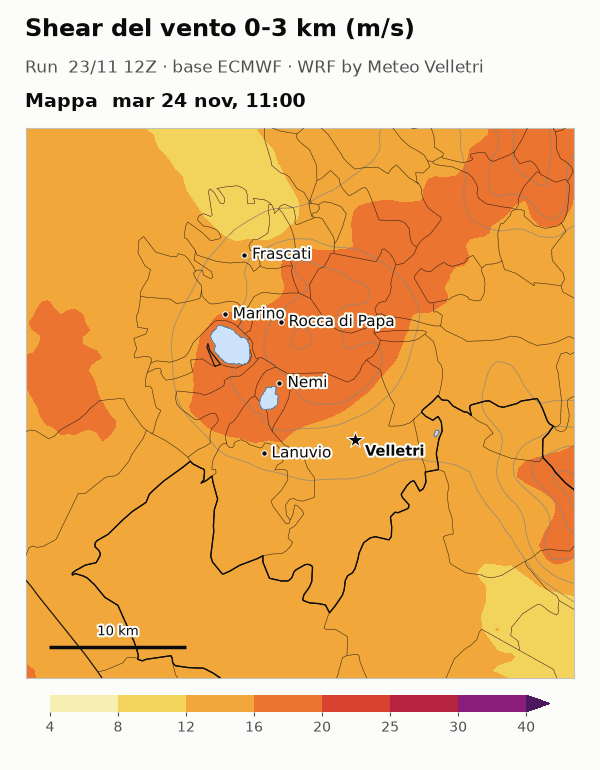 Shear del vento 0-3 km (m/s)
Run  23/11 12Z · base ECMWF · WRF by Meteo Velletri
Mappa  mar 24 nov, 11:00
Frascati
Marino
Rocca di Papa
Nemi
Velletri
Lanuvio
10 km
4 8 12 16 20 25 30 40